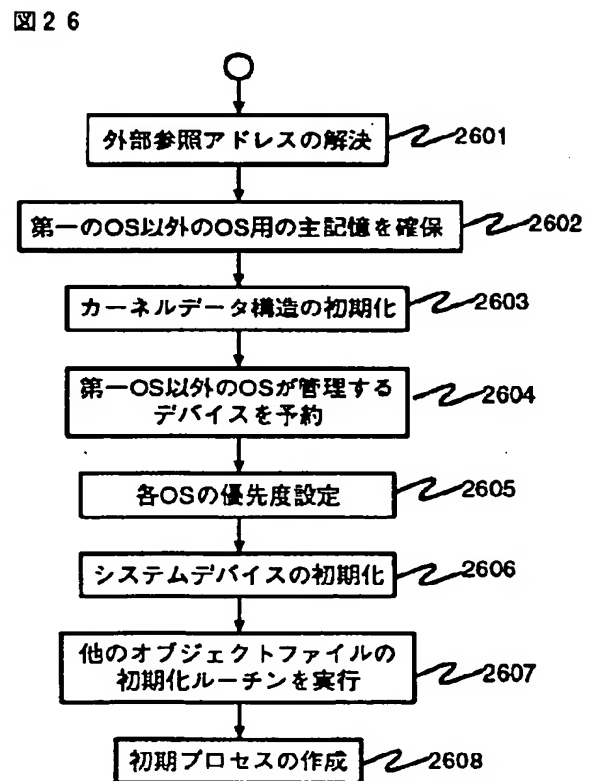 図26
外部参照アドレスの解決
2601
第一のOS以外のOS用の主記憶を確保
2602
カーネルデータ構造の初期化
2603
第一OS以外のOSが管理する
デバイスを予約
2604
各OSの優先度設定
2605
システムデバイスの初期化
2606
他のオブジェクトファイルの
初期化ルーチンを実行
2607
初期プロセスの作成
2608